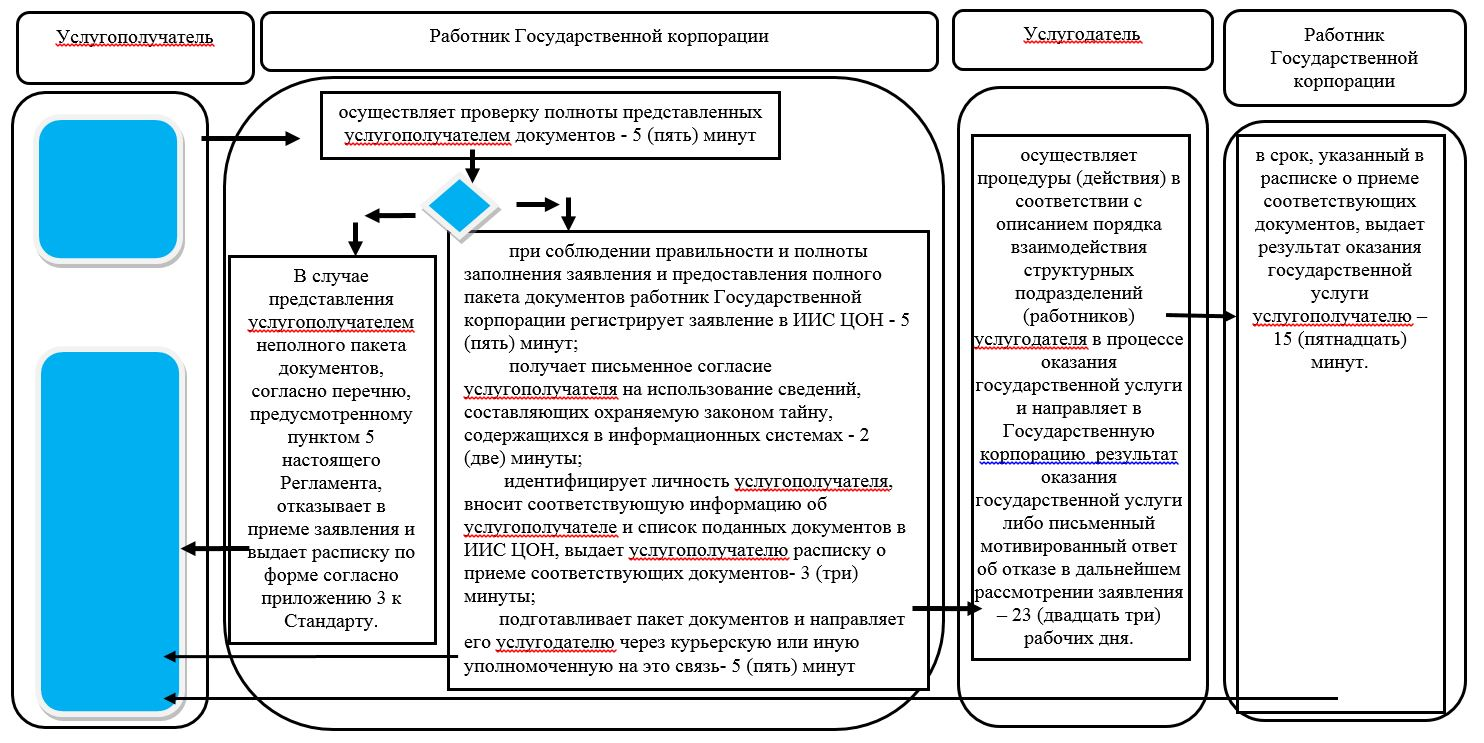 Услугополучатель
Работник Государственной корпорации
Услугодатель
Работник
Государственной
корпорации
осуществляет проверку полноты представленных
услугополучателем документов - 5 (пять) минут
В случае
представления
услугополучателем
неполного пакета
документов,
согласно перечню,
предусмотренному
пунктом 5
настоящего
Регламента,
отказывает в
приеме заявления и
выдает расписку по
форме согласно
приложению 3 к
Стандарту.
при соблюдении правильности и полноты
заполнения заявления и предоставления полного
пакета документов работник Государственной
корпорации регистрирует заявление в ИИС ЦОН - 5
(пять) минут;
получает письменное согласие
услугополучателя на использование сведений,
составляющих охраняемую законом тайну,
содержащихся в информационных системах - 2
(две) минуты;
идентифицирует личность услугополучателя,
вносит соответствующую информацию об
услугополучателе и список поданных документов в
ИИС ЦОН, выдает услугополучателю расписку о
приеме соответствующих документов- 3 (три)
минуты;
подготавливает пакет документов и направляет
его услугодателю через курьерскую или иную
уполномоченную на это связь- 5 (пять) минут
осуществляет
процедуры (действия) в
соответствии с
описанием порядка
взаимодействия
структурных
подразделений
(работников)
услугодателя в процессе
оказания
государственной услуги
и направляет в
Государственную
корпорацию результат
оказания
государственной услуги
либо письменный
мотивированный ответ
об отказе в дальнейшем
рассмотрении заявления
– 23 (двадцать три)
рабочих дня.
в срок, указанный в
расписке о приеме
соответствующих
документов, выдает
результат оказания
государственной
услуги
услугополучателю –
15 (пятнадцать)
минут.